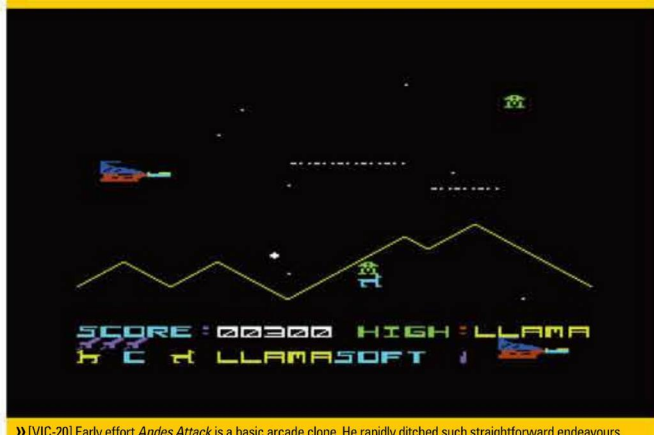 SCORE:00300 HIGH:LLAMA
C LLAMASOFT
» [VIC-20] Early effort Andes Attack is a basic arcade clone. He rapidly ditched such straightforward endeavours.